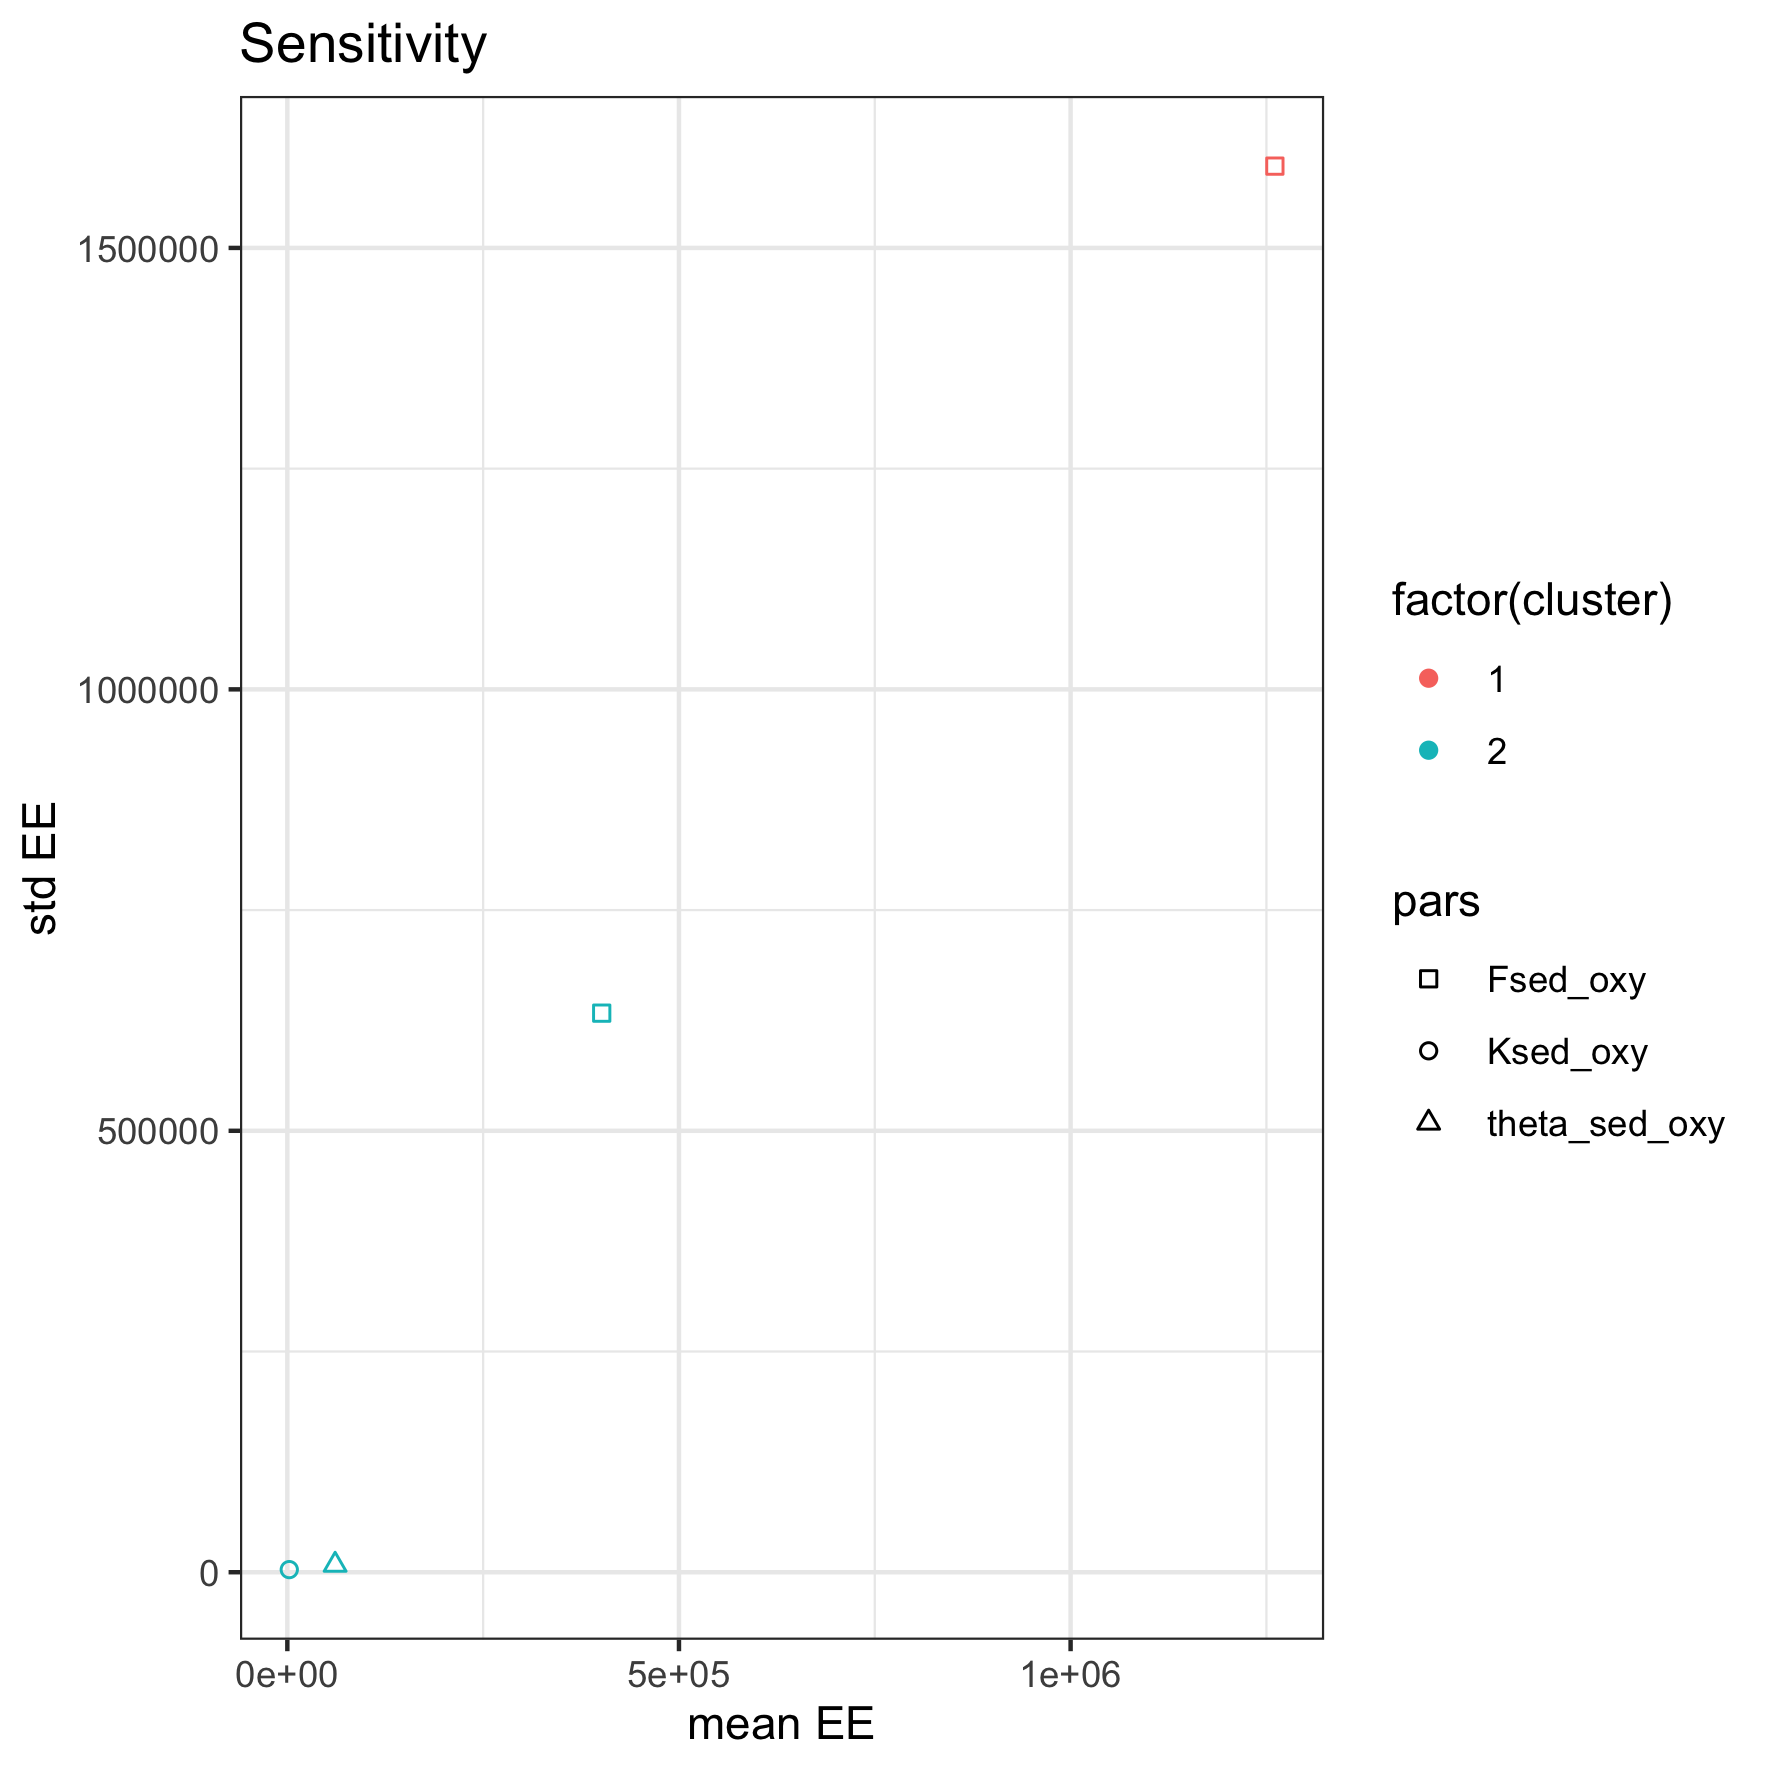 Sensitivity
1500000
1000000
500000
0
std EE
0e+00 5e+05 1e+06
mean EE
factor(cluster)
1
2
pars
Fsed_oxy
Ksed_oxy
theta_sed_oxy